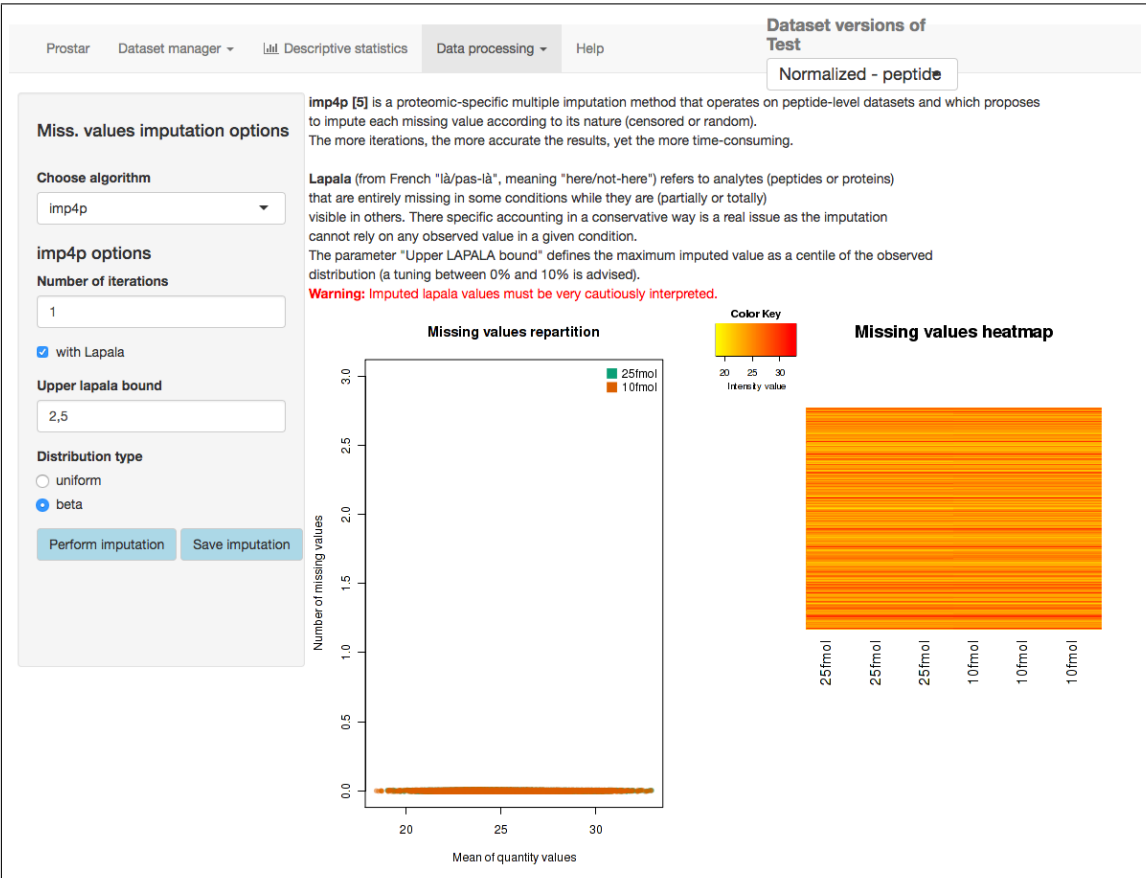 Prostar
Dataset manager
Descriptive statistics
Data processing
Help
Dataset versions of
Test
Normalized - peptide
Miss. values imputation options
Choose algorithm
imp4p
imp4p options
Number of iterations
1
with Lapala
Upper lapala bound
2,5
Distribution type
uniform
beta
Perform imputation
Save imputation
imp4p [5] is a proteomic-specific multiple imputation method that operates on peptide-level datasets and which proposes
to impute each missing value according to its nature (censored or random).
The more iterations, the more accurate the results, yet the more time-consuming.
Lapala (from French "là/pas-là", meaning "here/not-here") refers to analytes (peptides or proteins)
that are entirely missing in some conditions while they are (partially or totally)
visible in others. There specific accounting in a conservative way is a real issue as the imputation
cannot rely on any observed value in a given condition.
The parameter "Upper LAPALA bound" defines the maximum imputed value as a centile of the observed
distribution (a tuning between 0% and 10% is advised).
Warning: Imputed lapala values must be very cautiously interpreted.
Missing values repartition
25fmol
10fmol
3.0
2.5
2.0
1.5
1.0
0.5
0.0
Number of missing values
20 25 30
Mean of quantity values
Color Key
20 25 30
Intensity value
Missing values heatmap
25fmol
25fmol
25fmol
10fmol
10fmol
10fmol